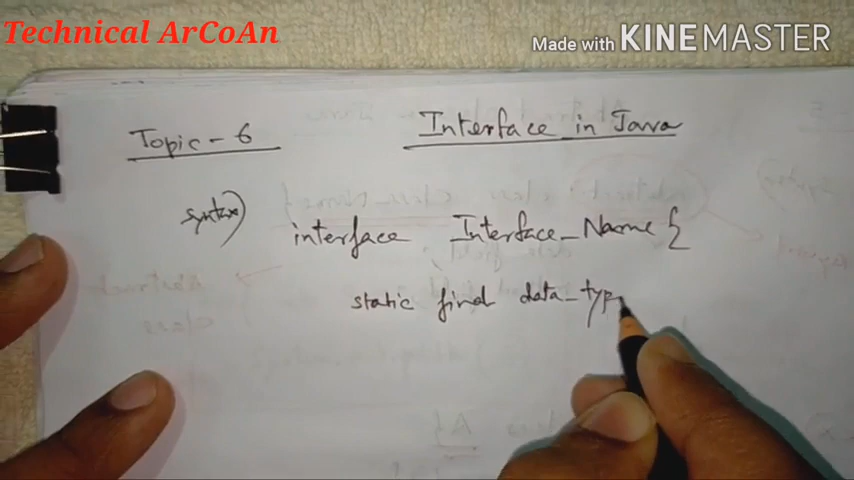 Technical ArCoAn
Made with KINEMASTER
Topic - 6 Interface in Java
syntax)
interface Interface_Name {
static final data_typ